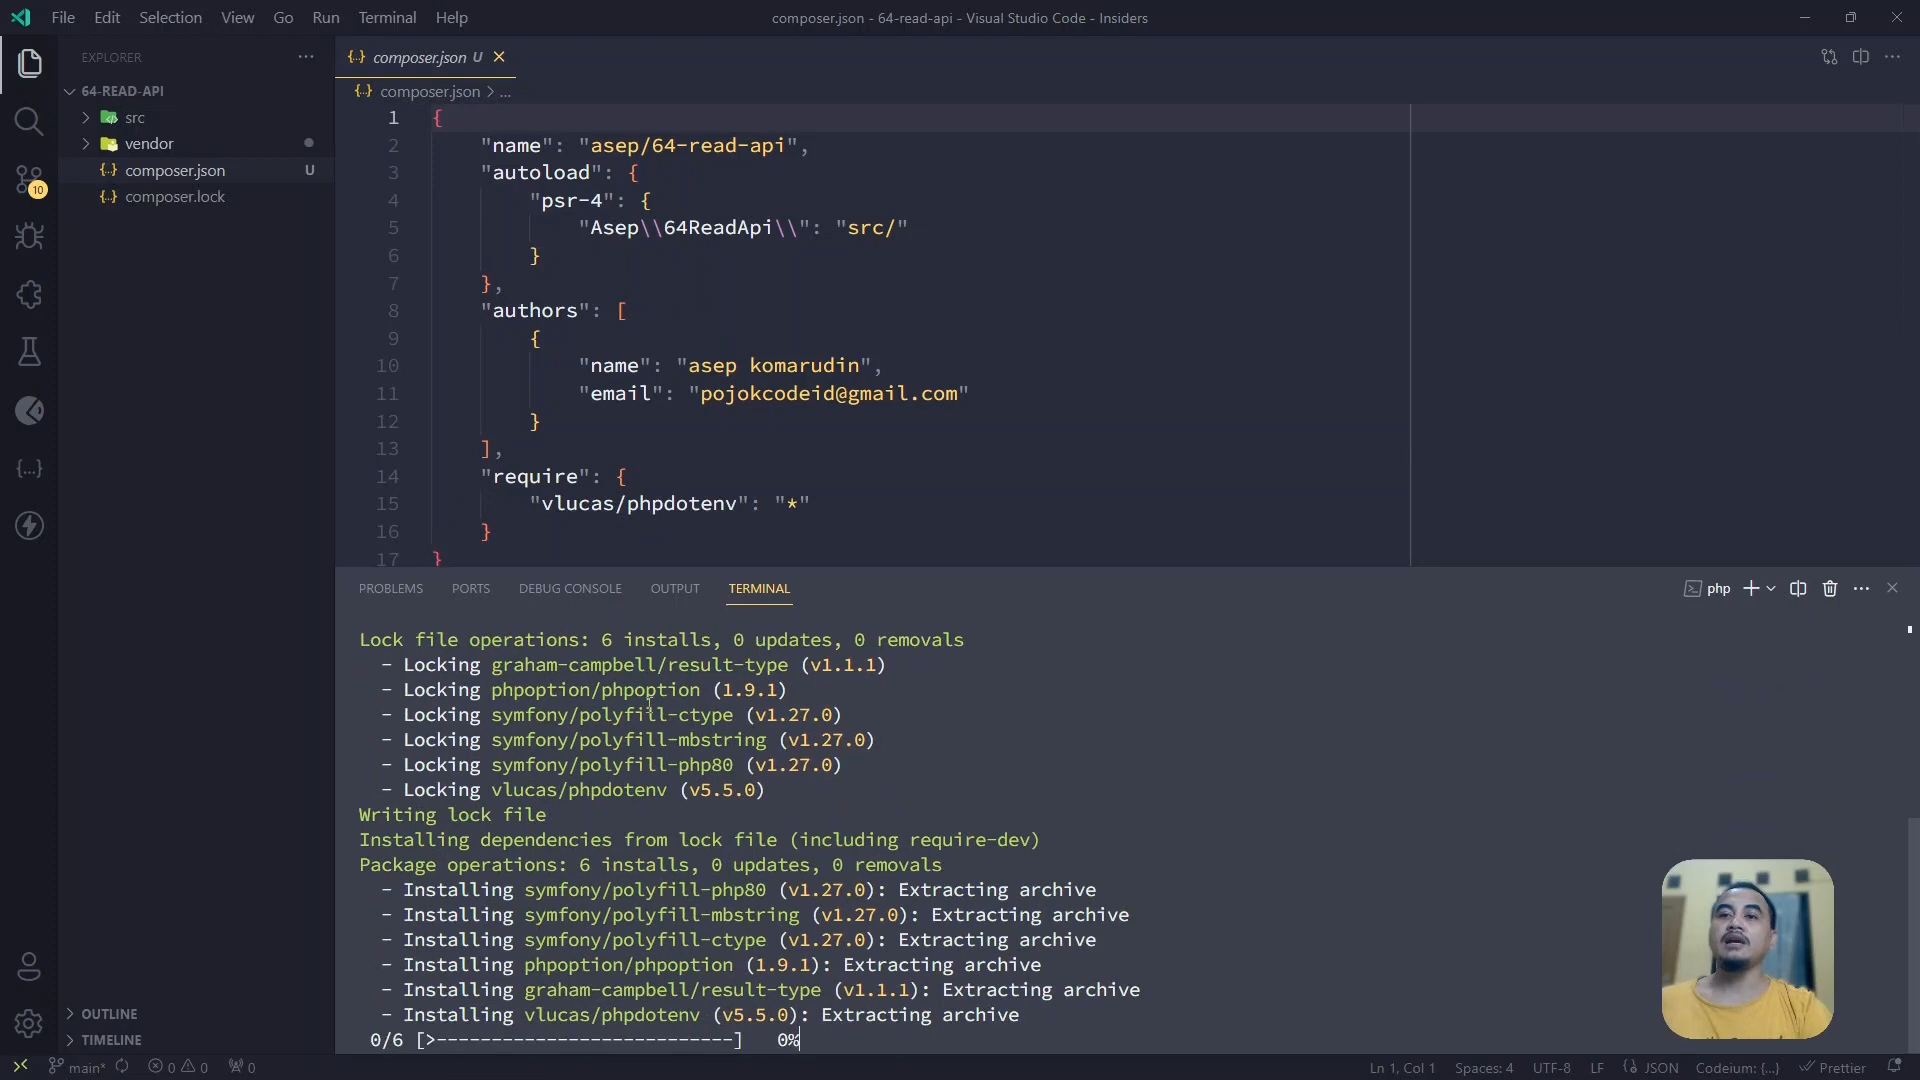 File Edit Selection View Go Run Terminal Help
composer.json - 64-read-api - Visual Studio Code - Insiders
EXPLORER
64-READ-API
src
vendor
composer.json U
composer.lock
10
OUTLINE
TIMELINE
composer.json U
composer.json > ...
1 {
2 "name": "asep/64-read-api",
3 "autoload": {
4 "psr-4": {
5 "Asep\\64ReadApi\\": "src/"
6 }
7 },
8 "authors": [
9 {
10 "name": "asep komarudin",
11 "email": "pojokcodeid@gmail.com"
12 }
13 ],
14 "require": {
15 "vlucas/phpdotenv": "*"
16 }
17 }
PROBLEMS PORTS DEBUG CONSOLE OUTPUT TERMINAL
php
Lock file operations: 6 installs, 0 updates, 0 removals
- Locking graham-campbell/result-type (v1.1.1)
- Locking phpoption/phpoption (1.9.1)
- Locking symfony/polyfill-ctype (v1.27.0)
- Locking symfony/polyfill-mbstring (v1.27.0)
- Locking symfony/polyfill-php80 (v1.27.0)
- Locking vlucas/phpdotenv (v5.5.0)
Writing lock file
Installing dependencies from lock file (including require-dev)
Package operations: 6 installs, 0 updates, 0 removals
- Installing symfony/polyfill-php80 (v1.27.0): Extracting archive
- Installing symfony/polyfill-mbstring (v1.27.0): Extracting archive
- Installing symfony/polyfill-ctype (v1.27.0): Extracting archive
- Installing phpoption/phpoption (1.9.1): Extracting archive
- Installing graham-campbell/result-type (v1.1.1): Extracting archive
- Installing vlucas/phpdotenv (v5.5.0): Extracting archive
0/6 [>---------------------------] 0%
main* 0 0 0 Ln 1, Col 1 Spaces: 4 UTF-8 LF JSON Codeium: {...} Prettier